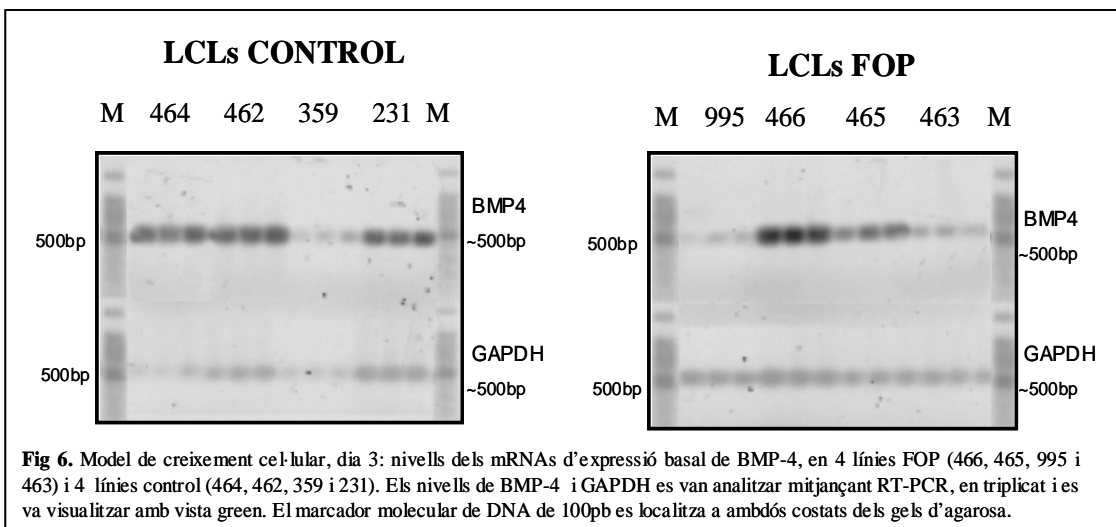 LCLs CONTROL
M 464 462 359 231 M
500bp
BMP4
~500bp
500bp
GAPDH
~500bp
LCLs FOP
M 995 466 465 463 M
500bp
BMP4
~500bp
500bp
GAPDH
~500bp
Fig 6. Model de creixement cel·lular, dia 3: nivells dels mRNAs d'expressió basal de BMP-4, en 4 línies FOP (466, 465, 995 i
463) i 4 línies control (464, 462, 359 i 231). Els nivells de BMP-4 i GAPDH es van analitzar mitjançant RT-PCR, en triplicat i es
va visualitzar amb vista green. El marcador molecular de DNA de 100pb es localitza a ambdós costats dels gels d'agarosa.